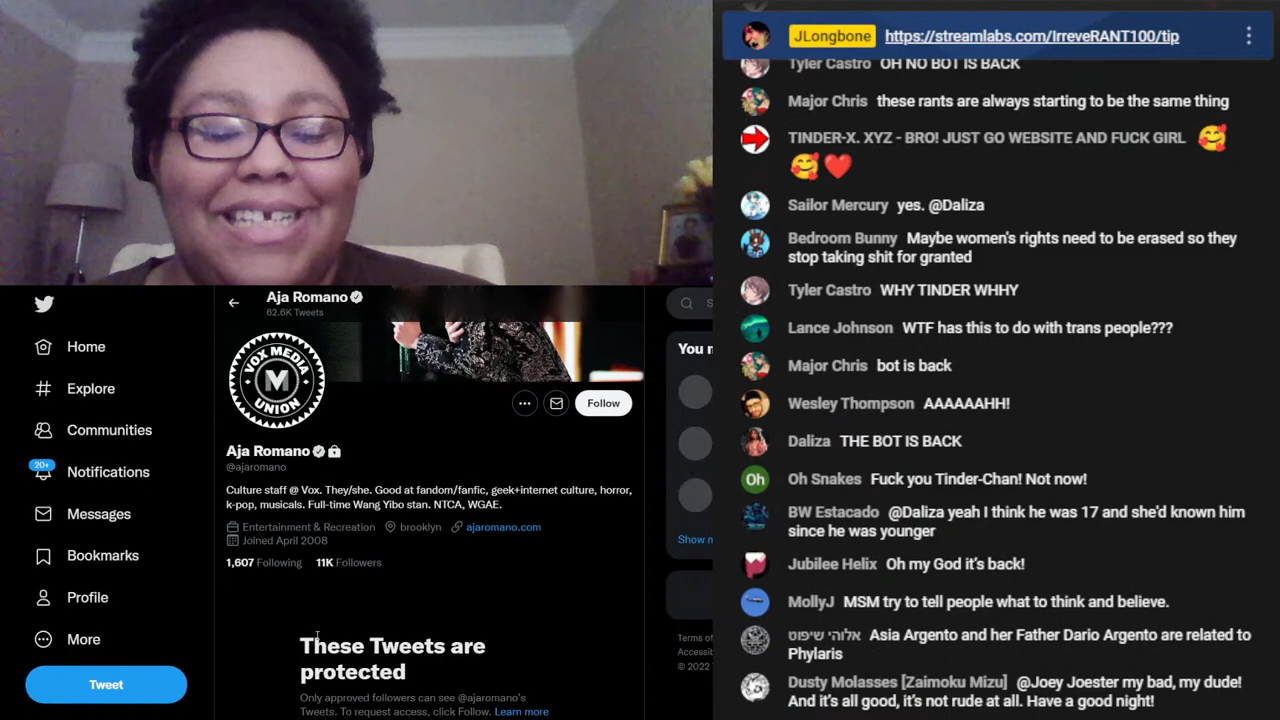 JLongbone https://streamlabs.com/IrreveRANT100/tip
Tyler Castro OH NO BOT IS BACK
Major Chris these rants are always starting to be the same thing
TINDER-X. XYZ - BRO! JUST GO WEBSITE AND FUCK GIRL 🥰
🥰❤️
Sailor Mercury yes. @Daliza
Bedroom Bunny Maybe women's rights need to be erased so they
stop taking shit for granted
Tyler Castro WHY TINDER WHHY
Lance Johnson WTF has this to do with trans people???
Major Chris bot is back
Wesley Thompson AAAAAAHH!
Daliza THE BOT IS BACK
Oh
Oh Snakes Fuck you Tinder-Chan! Not now!
BW Estacado @Daliza yeah I think he was 17 and she'd known him
since he was younger
Jubilee Helix Oh my God it's back!
MollyJ MSM try to tell people what to think and believe.
אלוהי שיפוט Asia Argento and her Father Dario Argento are related to
Phylaris
Dusty Molasses [Zaimoku Mizu] @Joey Joester my bad, my dude!
And it's all good, it's not rude at all. Have a good night!
Home
Explore
Communities
20+
Notifications
Messages
Bookmarks
Profile
More
Tweet
Aja Romano
62.6K Tweets
VOX MEDIA
M
UNION
Follow
Aja Romano
@ajaromano
Culture staff @ Vox. They/she. Good at fandom/fanfic, geek+internet culture, horror,
k-pop, musicals. Full-time Wang Yibo stan. NTCA, WGAE.
Entertainment & Recreation brooklyn ajaromano.com
Joined April 2008
1,607 Following 11K Followers
These Tweets are
protected
Only approved followers can see @ajaromano's
Tweets. To request access, click Follow. Learn more
S
You m
Show m
Terms of
Accessib
© 2022